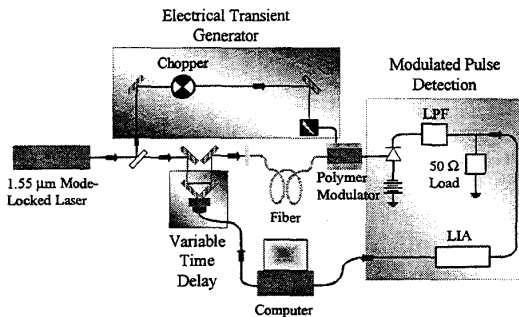 Electrical Transient
Generator
Chopper
Modulated Pulse
Detection
LPF
50 Ω
Load
1.55 μm Mode-
Locked Laser
Polymer
Modulator
Fiber
Variable
Time
Delay
LIA
Computer